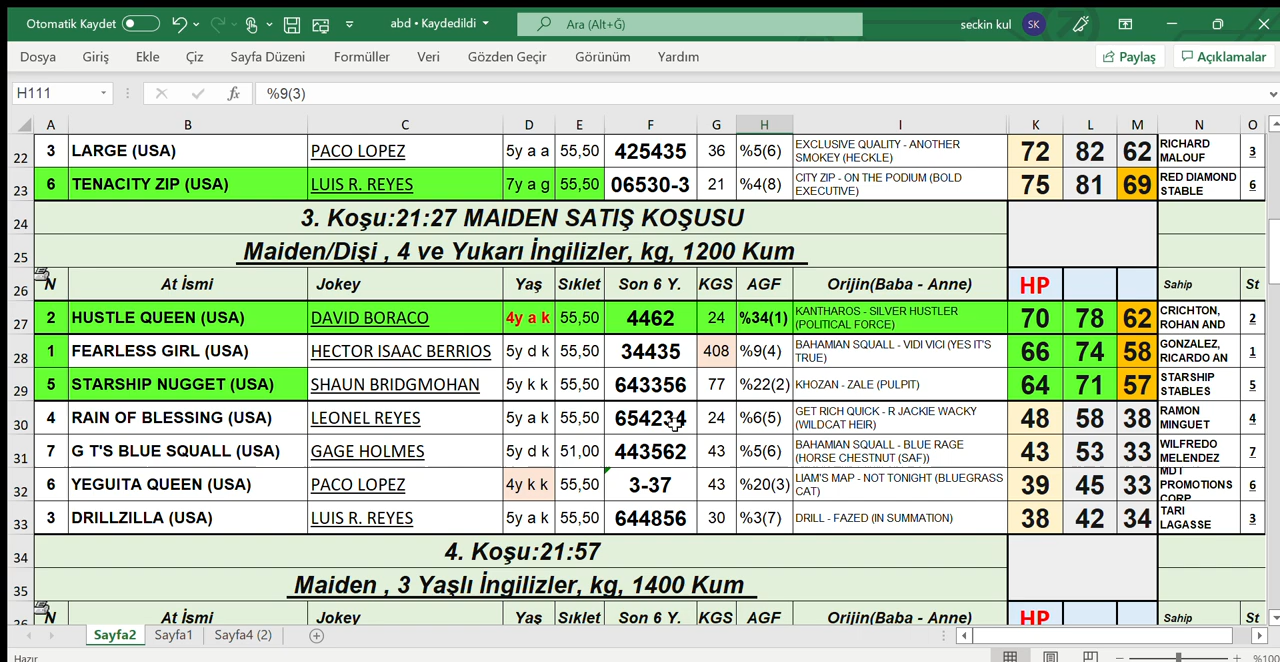 Otomatik Kaydet abd • Kaydedildi Ara (Alt+Ğ) seckin kul SK
Dosya Giriş Ekle Çiz Sayfa Düzeni Formüller Veri Gözden Geçir Görünüm Yardım Paylaş Açıklamalar
H111 fx %9(3)
A B C D E F G H I K L M N O
22 3 LARGE (USA) PACO LOPEZ 5y a a 55,50 425435 36 %5(6) EXCLUSIVE QUALITY - ANOTHER SMOKEY (HECKLE) 72 82 62 RICHARD MALOUF 3
23 6 TENACITY ZIP (USA) LUIS R. REYES 7y a g 55,50 06530-3 21 %4(8) CITY ZIP - ON THE PODIUM (BOLD EXECUTIVE) 75 81 69 RED DIAMOND STABLE 6
24 3. Koşu:21:27 MAIDEN SATIŞ KOŞUSU
25 Maiden/Dişi , 4 ve Yukarı İngilizler, kg, 1200 Kum
26 N At İsmi Jokey Yaş Sıklet Son 6 Y. KGS AGF Orijin(Baba - Anne) HP Sahip St
27 2 HUSTLE QUEEN (USA) DAVID BORACO 4y a k 55,50 4462 24 %34(1) KANTHAROS - SILVER HUSTLER (POLITICAL FORCE) 70 78 62 CRICHTON, ROHAN AND 2
28 1 FEARLESS GIRL (USA) HECTOR ISAAC BERRIOS 5y d k 55,50 34435 408 %9(4) BAHAMIAN SQUALL - VIDI VICI (YES IT'S TRUE) 66 74 58 GONZALEZ, RICARDO AN 1
29 5 STARSHIP NUGGET (USA) SHAUN BRIDGMOHAN 5y k k 55,50 643356 77 %22(2) KHOZAN - ZALE (PULPIT) 64 71 57 STARSHIP STABLES 5
30 4 RAIN OF BLESSING (USA) LEONEL REYES 5y a k 55,50 654234 24 %6(5) GET RICH QUICK - R JACKIE WACKY (WILDCAT HEIR) 48 58 38 RAMON MINGUET 4
31 7 G T'S BLUE SQUALL (USA) GAGE HOLMES 5y d k 51,00 443562 43 %5(6) BAHAMIAN SQUALL - BLUE RAGE (HORSE CHESTNUT (SAF)) 43 53 33 WILFREDO MELENDEZ 7
32 6 YEGUITA QUEEN (USA) PACO LOPEZ 4y k k 55,50 3-37 43 %20(3) LIAM'S MAP - NOT TONIGHT (BLUEGRASS CAT) 39 45 33 MDT PROMOTIONS CORP 6
33 3 DRILLZILLA (USA) LUIS R. REYES 5y a k 55,50 644856 30 %3(7) DRILL - FAZED (IN SUMMATION) 38 42 34 TARI LAGASSE 3
34 4. Koşu:21:57
35 Maiden , 3 Yaşlı İngilizler, kg, 1400 Kum
36 N At İsmi Jokey Yaş Sıklet Son 6 Y. KGS AGF Orijin(Baba - Anne) HP Sahip St
Sayfa2 Sayfa1 Sayfa4 (2)
Hazır %100